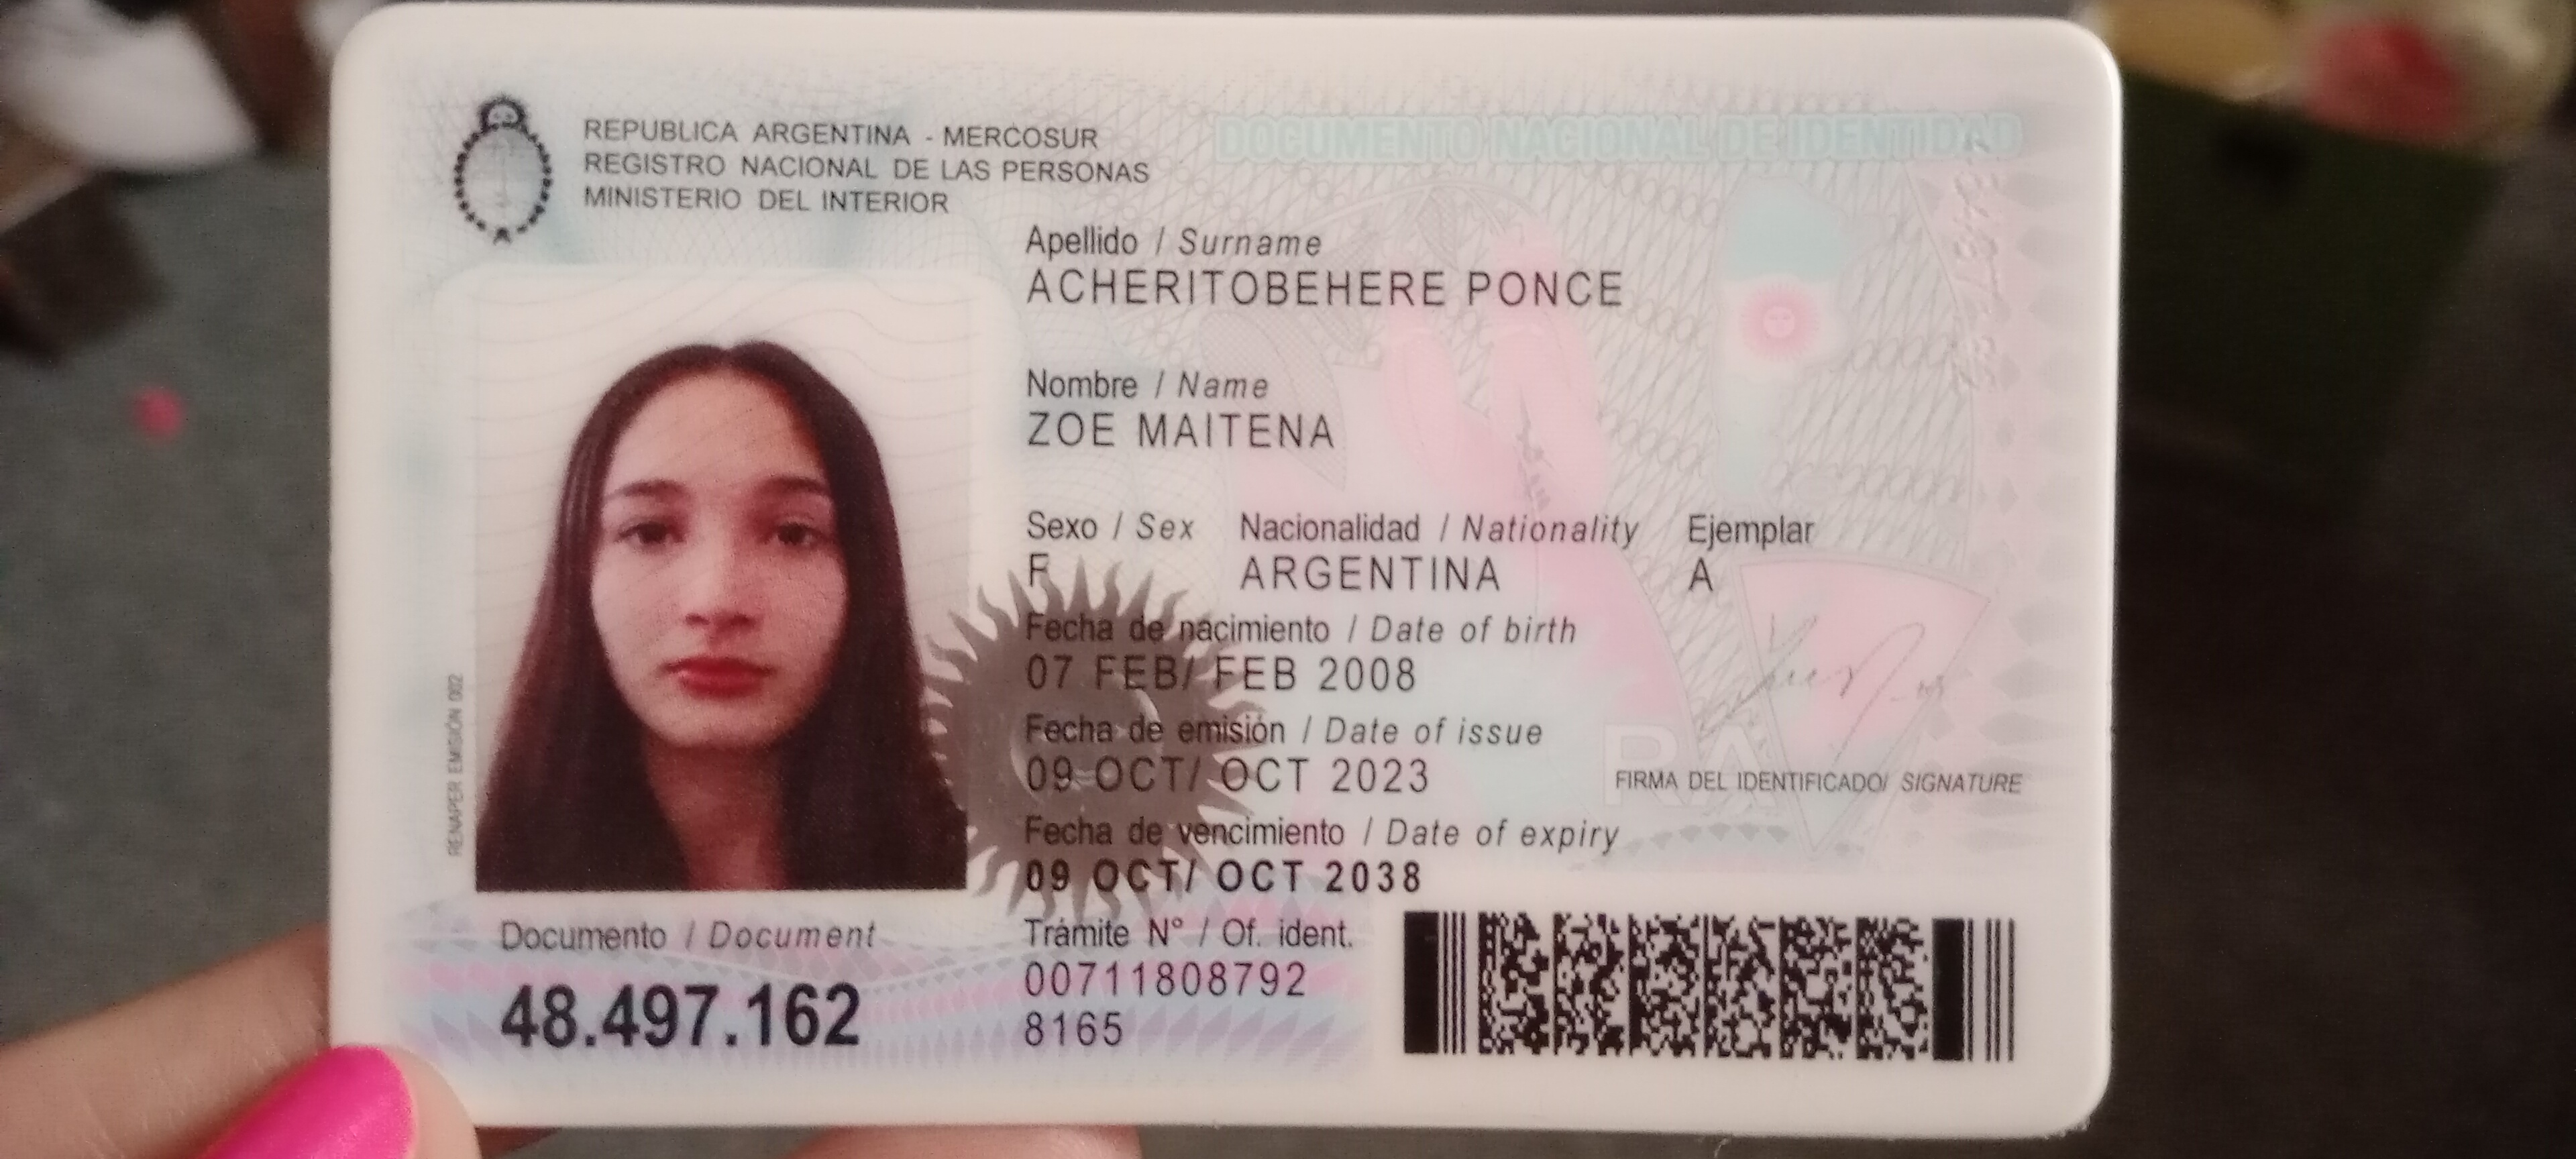 DOCUMENTO NACIONAL DE IDENTIDAD
REPUBLICA ARGENTINA - MERCOSUR
REGISTRO NACIONAL DE LAS PERSONAS
MINISTERIO DEL INTERIOR
Apellido / Surname
ACHERITOBEHERE PONCE
Nombre / Name
ZOE MAITENA
Sexo / Sex Nacionalidad / Nationality Ejemplar
F ARGENTINA A
Fecha de nacimiento / Date of birth
07 FEB/ FEB 2008
Fecha de emisión / Date of issue
09 OCT/ OCT 2023
Fecha de vencimiento / Date of expiry
09 OCT/ OCT 2038
FIRMA DEL IDENTIFICADO/ SIGNATURE
RENAPER EMISIÓN 002
Documento / Document
48.497.162
Trámite N° / Of. ident.
00711808792
8165